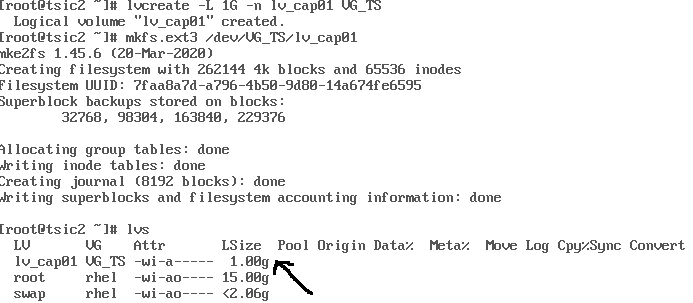 [root@tsic2 ~]# lvcreate -L 1G -n lv_cap01 VG_TS
Logical volume "lv_cap01" created.
[root@tsic2 ~]# mkfs.ext3 /dev/VG_TS/lv_cap01
mke2fs 1.45.6 (20-Mar-2020)
Creating filesystem with 262144 4k blocks and 65536 inodes
Filesystem UUID: 7faa8a7d-a796-4b50-9d80-14a674fe6595
Superblock backups stored on blocks:
32768, 98304, 163840, 229376
Allocating group tables: done
Writing inode tables: done
Creating journal (8192 blocks): done
Writing superblocks and filesystem accounting information: done
[root@tsic2 ~]# lvs
LV VG Attr LSize Pool Origin Data% Meta% Move Log Cpy%Sync Convert
lv_cap01 VG_TS -wi-a----- 1.00g
root rhel -wi-ao---- 15.00g
swap rhel -wi-ao---- <2.06g